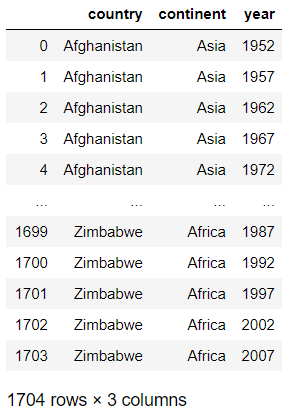 country continent year
0 Afghanistan Asia 1952
1 Afghanistan Asia 1957
2 Afghanistan Asia 1962
3 Afghanistan Asia 1967
4 Afghanistan Asia 1972
... ... ... ...
1699 Zimbabwe Africa 1987
1700 Zimbabwe Africa 1992
1701 Zimbabwe Africa 1997
1702 Zimbabwe Africa 2002
1703 Zimbabwe Africa 2007
1704 rows × 3 columns